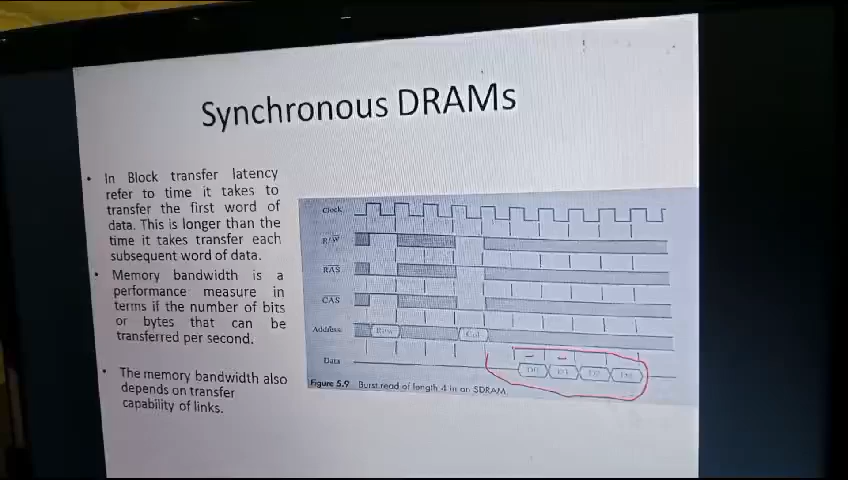 Synchronous DRAMs
• In Block transfer latency
refer to time it takes to
transfer the first word of
data. This is longer than the
time it takes transfer each
subsequent word of data.
• Memory bandwidth is a
performance measure in
terms if the number of bits
or bytes that can be
transferred per second.
• The memory bandwidth also
depends on transfer
capability of links.
Clock
R/W
RAS
CAS
Address Row Col
Data D0 D1 D2
Figure 5.9 Burst read of length 4 in an SDRAM.